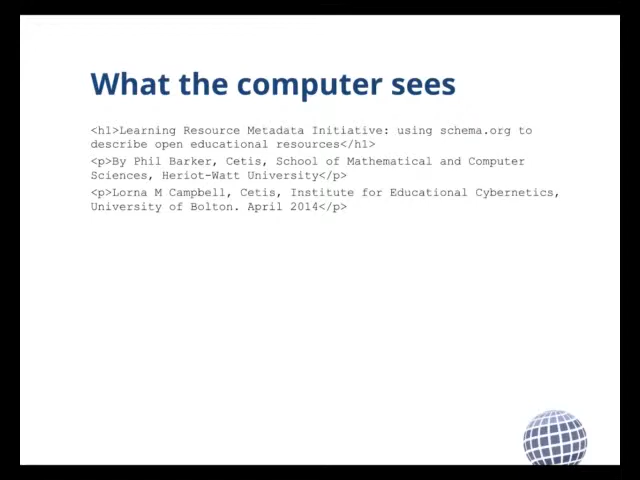 What the computer sees
<h1>Learning Resource Metadata Initiative: using schema.org to
describe open educational resources</h1>
<p>By Phil Barker, Cetis, School of Mathematical and Computer
Sciences, Heriot-Watt University</p>
<p>Lorna M Campbell, Cetis, Institute for Educational Cybernetics,
University of Bolton. April 2014</p>